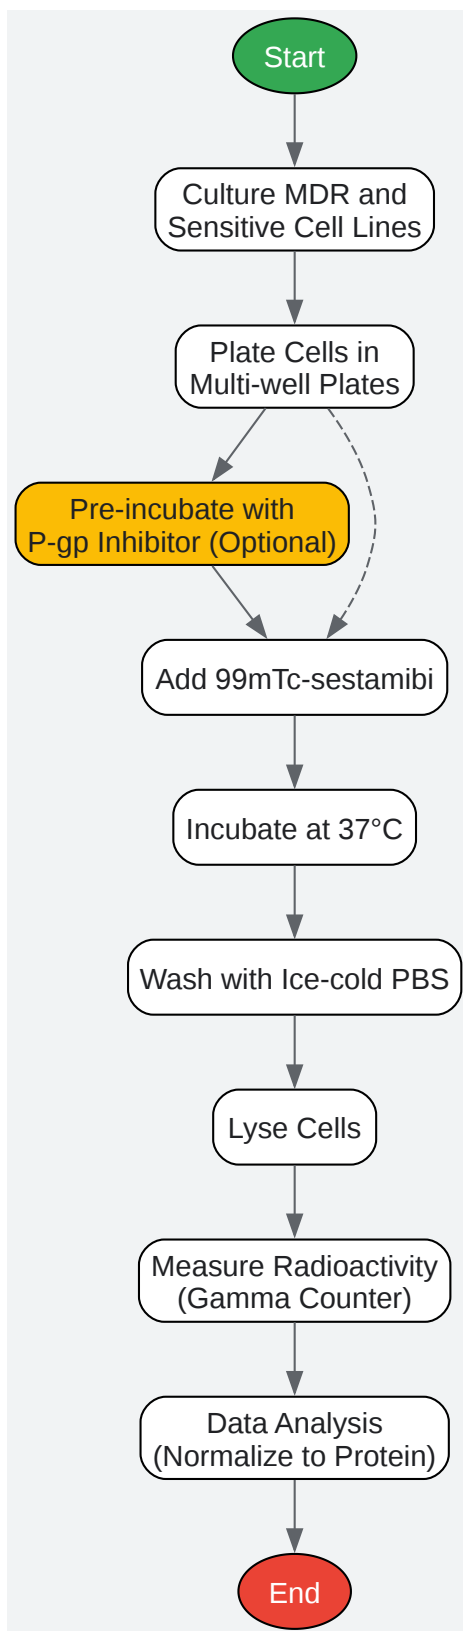 Start
Culture MDR and
Sensitive Cell Lines
Plate Cells in
Multi-well Plates
Pre-incubate with
P-gp Inhibitor (Optional)
Add 99mTc-sestamibi
Incubate at 37°C
Wash with Ice-cold PBS
Lyse Cells
Measure Radioactivity
(Gamma Counter)
Data Analysis
(Normalize to Protein)
End